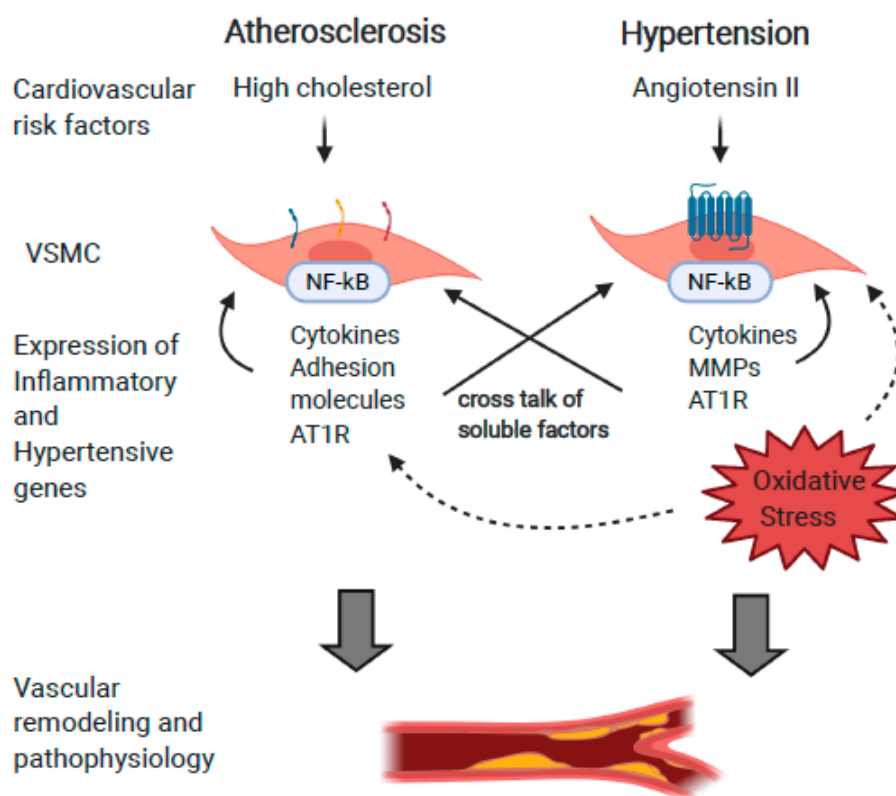 Atherosclerosis
Hypertension
Cardiovascular
risk factors
High cholesterol
Angiotensin II
VSMC
NF-kB
NF-kB
Expression of
Inflammatory
and
Hypertensive
genes
Cytokines
Adhesion
molecules
AT1R
cross talk of
soluble factors
Cytokines
MMPs
AT1R
Oxidative
Stress
Vascular
remodeling and
pathophysiology